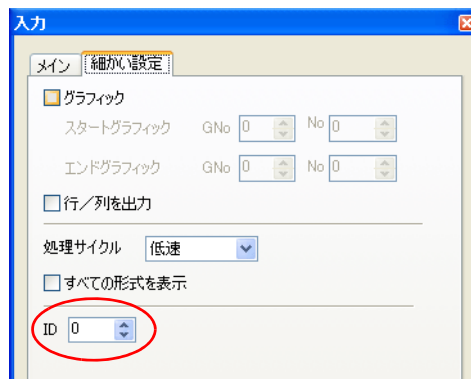 入力
メイン 細かい設定
グラフィック
スタートグラフィック GNo 0 No 0
エンドグラフィック GNo 0 No 0
行／列を出力
処理サイクル 低速
すべての形式を表示
ID 0